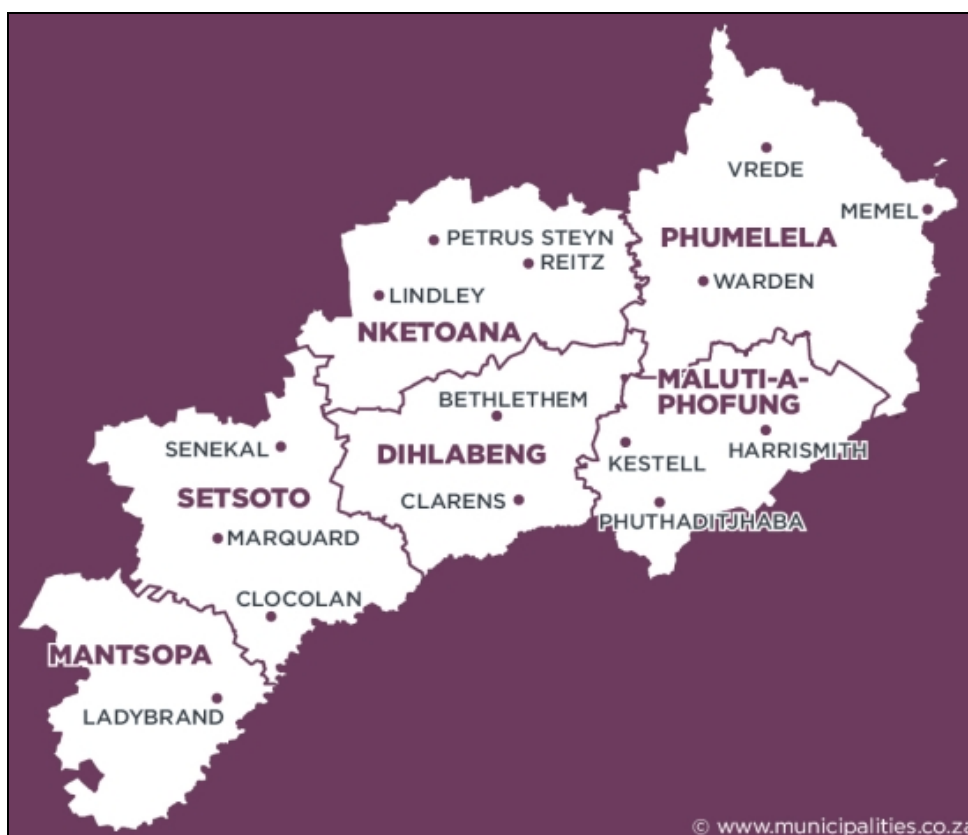 VREDE
MEMEL
PHUMELELA
WARDEN
PETRUS STEYN
REITZ
LINDLEY
NKETOANA
MALUTI-A-
PHOFUNG
HARRISMITH
KESTELL
PHUTHADITJHABA
BETHLETHEM
DIHLABENG
CLARENS
SENEKAL
SETSOTO
MARQUARD
CLOCOLAN
MANTSOPA
LADYBRAND
© www.municipalities.co.za